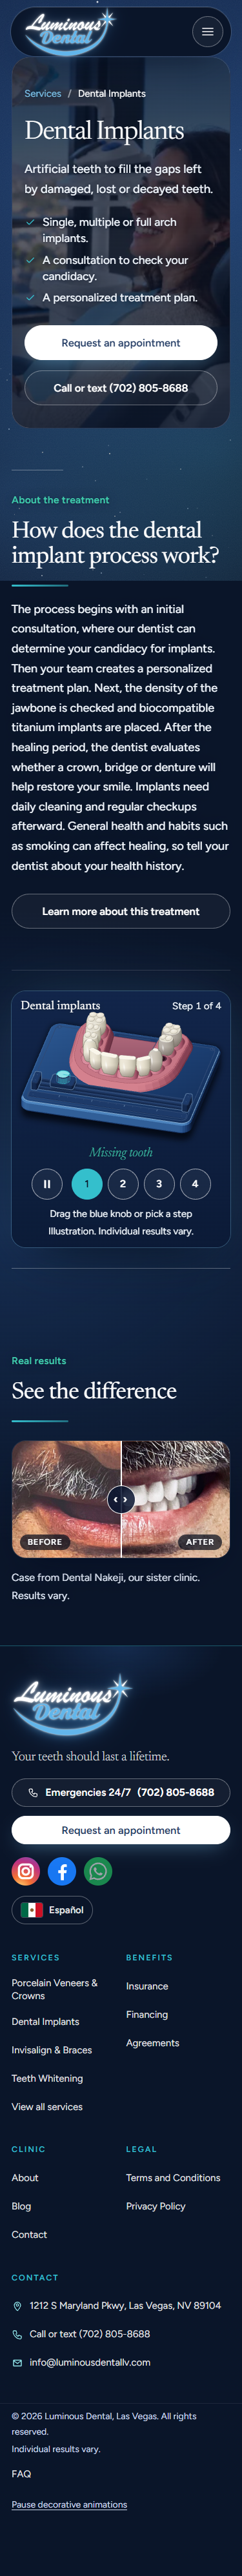 Luminous
Dental
Services / Dental Implants
Dental Implants
Artificial teeth to fill the gaps left
by damaged, lost or decayed teeth.
Single, multiple or full arch
implants.
A consultation to check your
candidacy.
A personalized treatment plan.
Request an appointment
Call or text (702) 805-8688
About the treatment
How does the dental
implant process work?
The process begins with an initial
consultation, where our dentist can
determine your candidacy for implants.
Then your team creates a personalized
treatment plan. Next, the density of the
jawbone is checked and biocompatible
titanium implants are placed. After the
healing period, the dentist evaluates
whether a crown, bridge or denture will
help restore your smile. Implants need
daily cleaning and regular checkups
afterward. General health and habits such
as smoking can affect healing, so tell your
dentist about your health history.
Learn more about this treatment
Dental implants Step 1 of 4
Missing tooth
1 2 3 4
Drag the blue knob or pick a step
Illustration. Individual results vary.
Real results
See the difference
BEFORE AFTER
Case from Dental Nakeji, our sister clinic.
Results vary.
Luminous
Dental
Your teeth should last a lifetime.
Emergencies 24/7 (702) 805-8688
Request an appointment
Español
SERVICES
Porcelain Veneers &
Crowns
Dental Implants
Invisalign & Braces
Teeth Whitening
View all services
BENEFITS
Insurance
Financing
Agreements
CLINIC
About
Blog
Contact
LEGAL
Terms and Conditions
Privacy Policy
CONTACT
1212 S Maryland Pkwy, Las Vegas, NV 89104
Call or text (702) 805-8688
info@luminousdentallv.com
© 2026 Luminous Dental, Las Vegas. All rights
reserved.
Individual results vary.
FAQ
Pause decorative animations